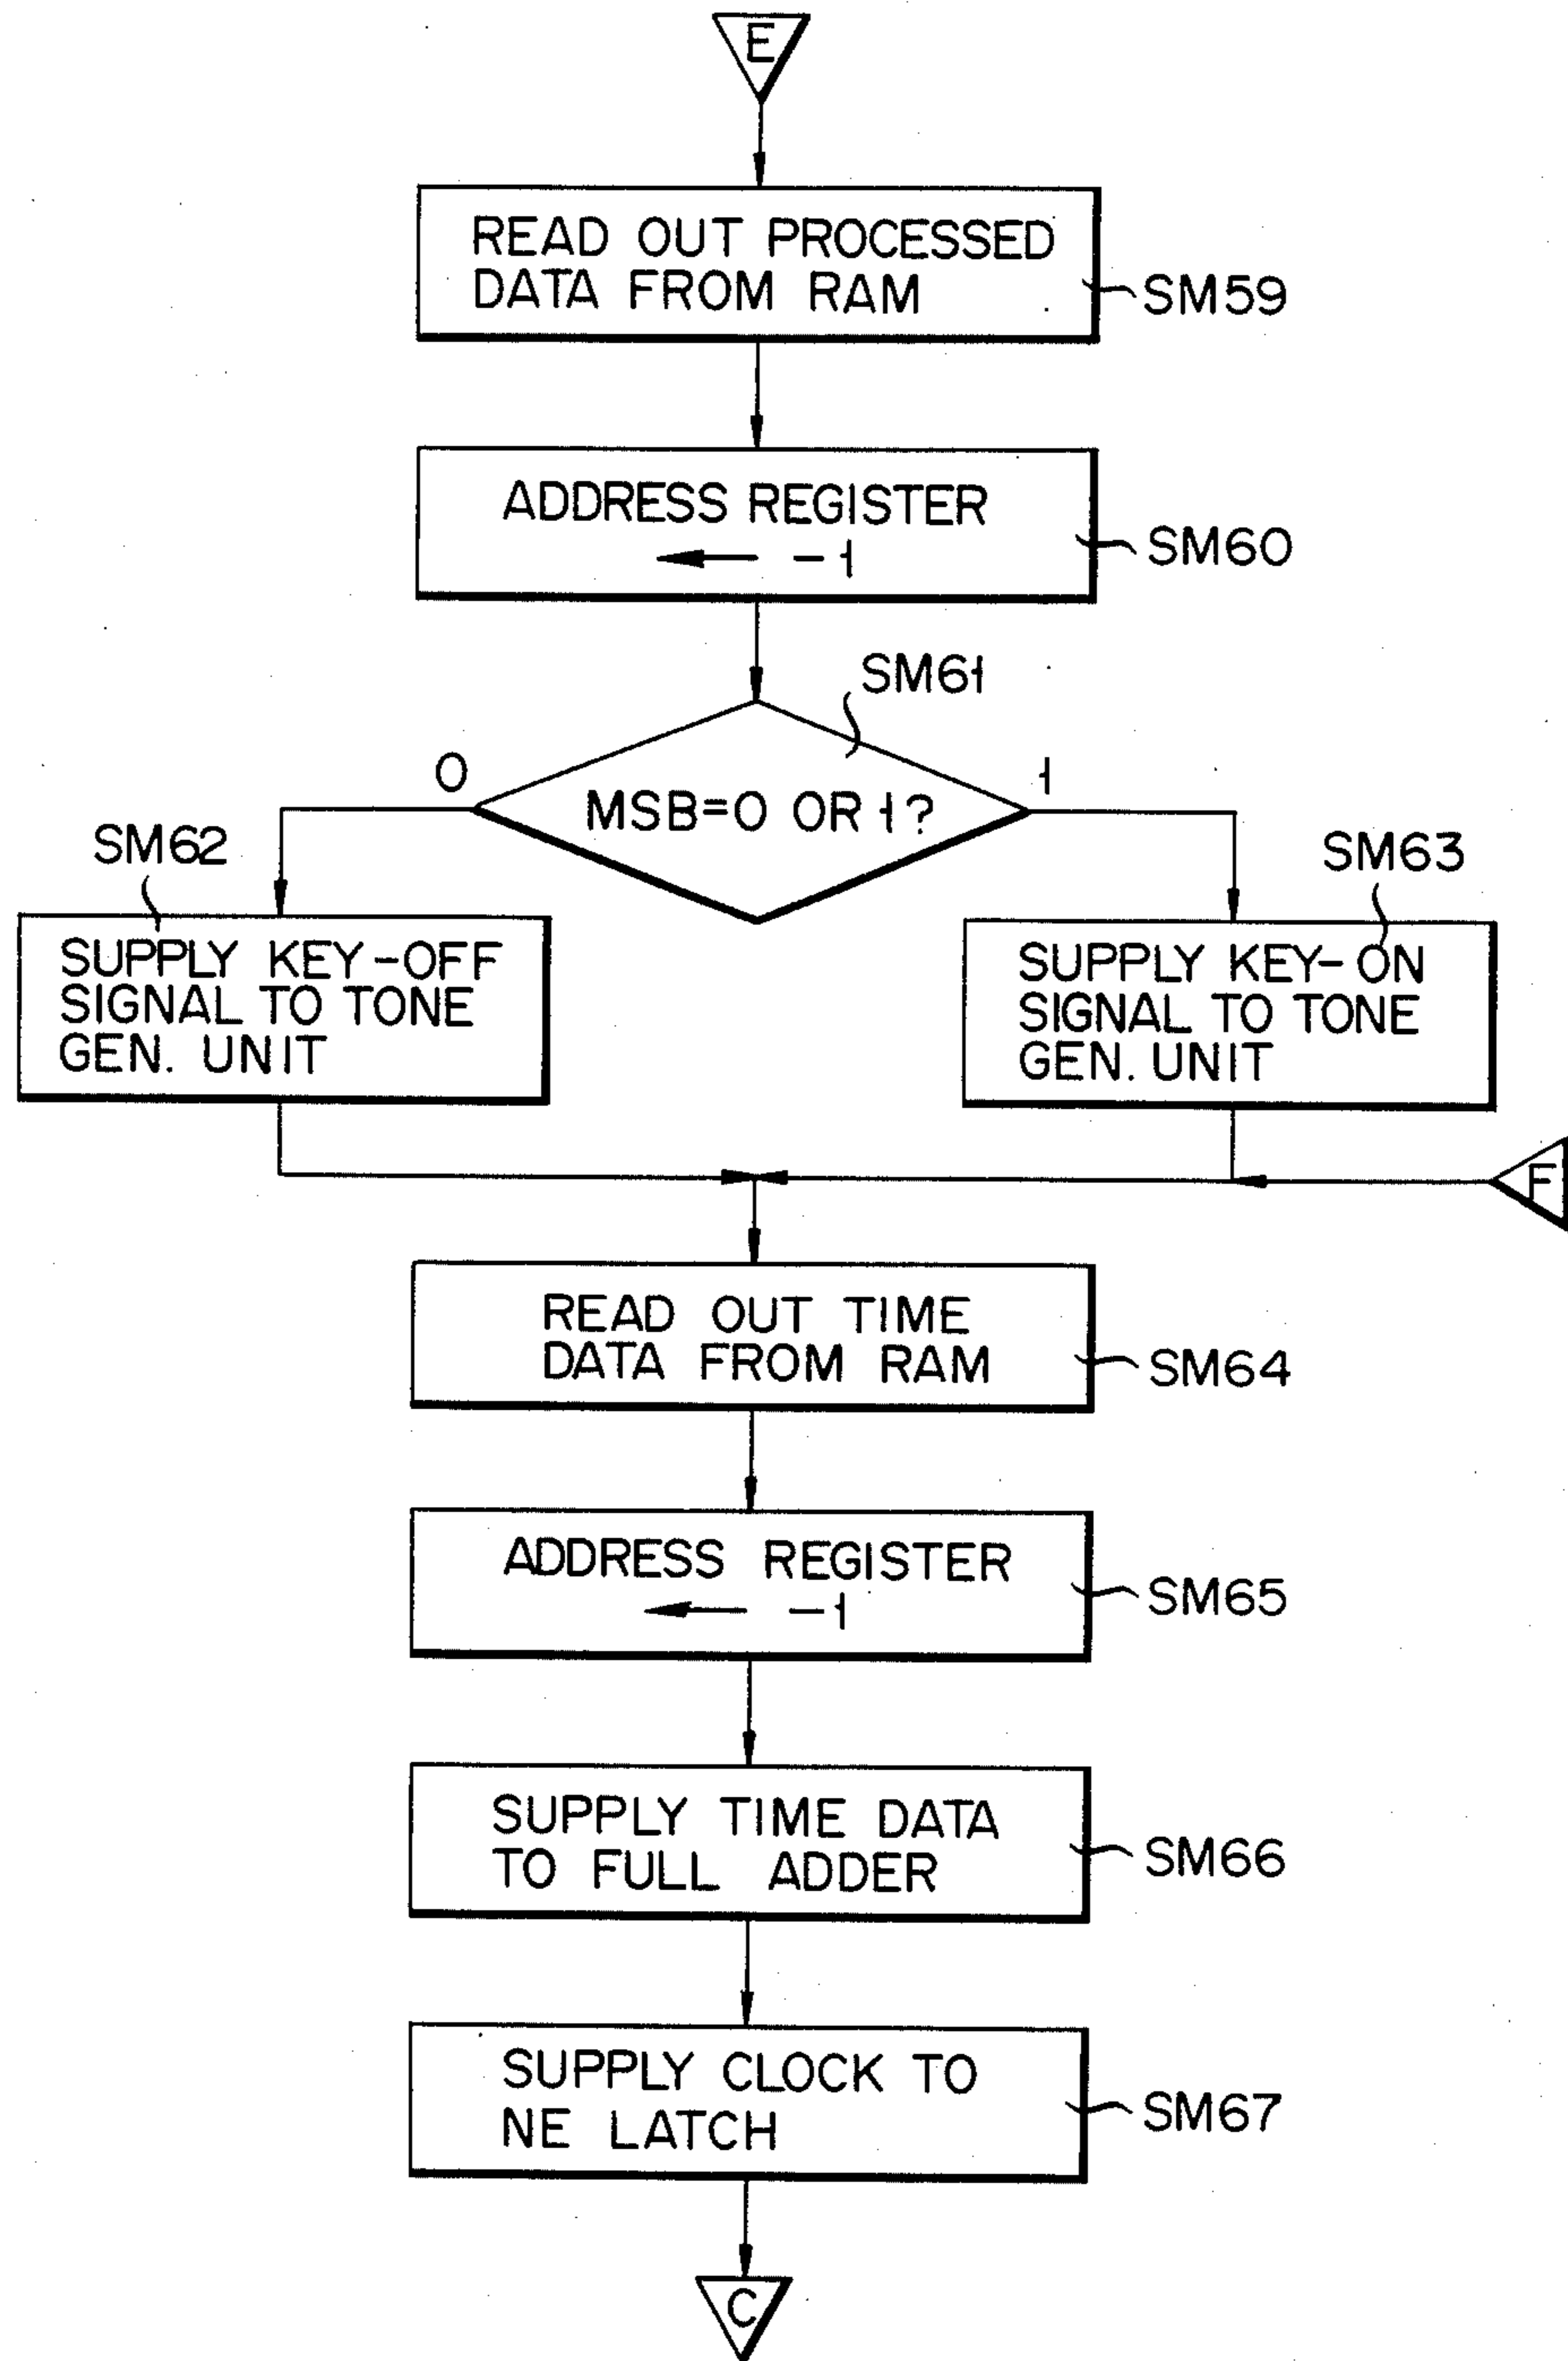 E
READ OUT PROCESSED
DATA FROM RAM
SM59
ADDRESS REGISTER
← −1
SM60
SM61
0
MSB=0 OR 1?
1
SM62
SUPPLY KEY-OFF
SIGNAL TO TONE
GEN. UNIT
SM63
SUPPLY KEY-ON
SIGNAL TO TONE
GEN. UNIT
F
READ OUT TIME
DATA FROM RAM
SM64
ADDRESS REGISTER
← −1
SM65
SUPPLY TIME DATA
TO FULL ADDER
SM66
SUPPLY CLOCK TO
NE LATCH
SM67
C